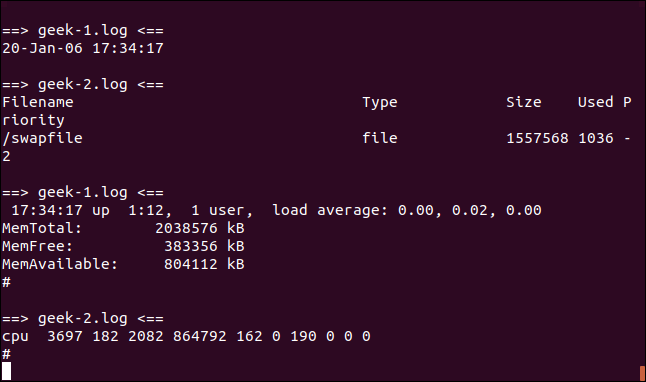 ==> geek-1.log <==
20-Jan-06 17:34:17
==> geek-2.log <==
Filename                                Type            Size    Used P
riority
/swapfile                               file            1557568 1036 -
2
==> geek-1.log <==
 17:34:17 up  1:12,  1 user,  load average: 0.00, 0.02, 0.00
MemTotal:        2038576 kB
MemFree:          383356 kB
MemAvailable:     804112 kB
#
==> geek-2.log <==
cpu  3697 182 2082 864792 162 0 190 0 0 0
#